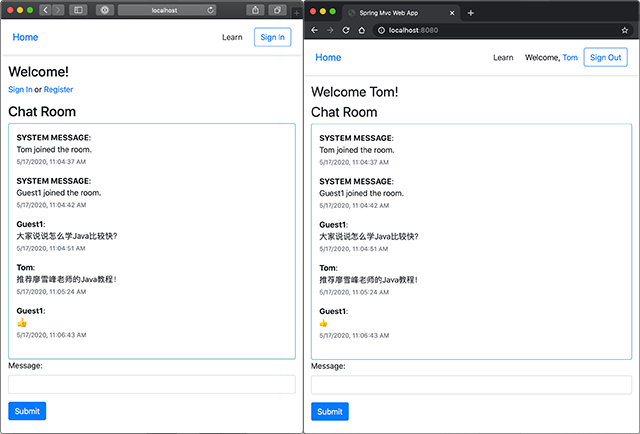 localhost
Home
Learn
Sign In
Welcome!
Sign In or Register
Chat Room
SYSTEM MESSAGE:
Tom joined the room.
5/17/2020, 11:04:37 AM
SYSTEM MESSAGE:
Guest1 joined the room.
5/17/2020, 11:04:42 AM
Guest1:
大家说说怎么学Java比较快?
5/17/2020, 11:04:51 AM
Tom:
推荐廖雪峰老师的Java教程!
5/17/2020, 11:05:24 AM
Guest1:
👍
5/17/2020, 11:06:43 AM
Message:
Submit
Spring Mvc Web App
localhost:8080
Home
Learn
Welcome, Tom
Sign Out
Welcome Tom!
Chat Room
SYSTEM MESSAGE:
Tom joined the room.
5/17/2020, 11:04:37 AM
SYSTEM MESSAGE:
Guest1 joined the room.
5/17/2020, 11:04:42 AM
Guest1:
大家说说怎么学Java比较快?
5/17/2020, 11:04:51 AM
Tom:
推荐廖雪峰老师的Java教程!
5/17/2020, 11:05:24 AM
Guest1:
👍
5/17/2020, 11:06:43 AM
Message:
Submit